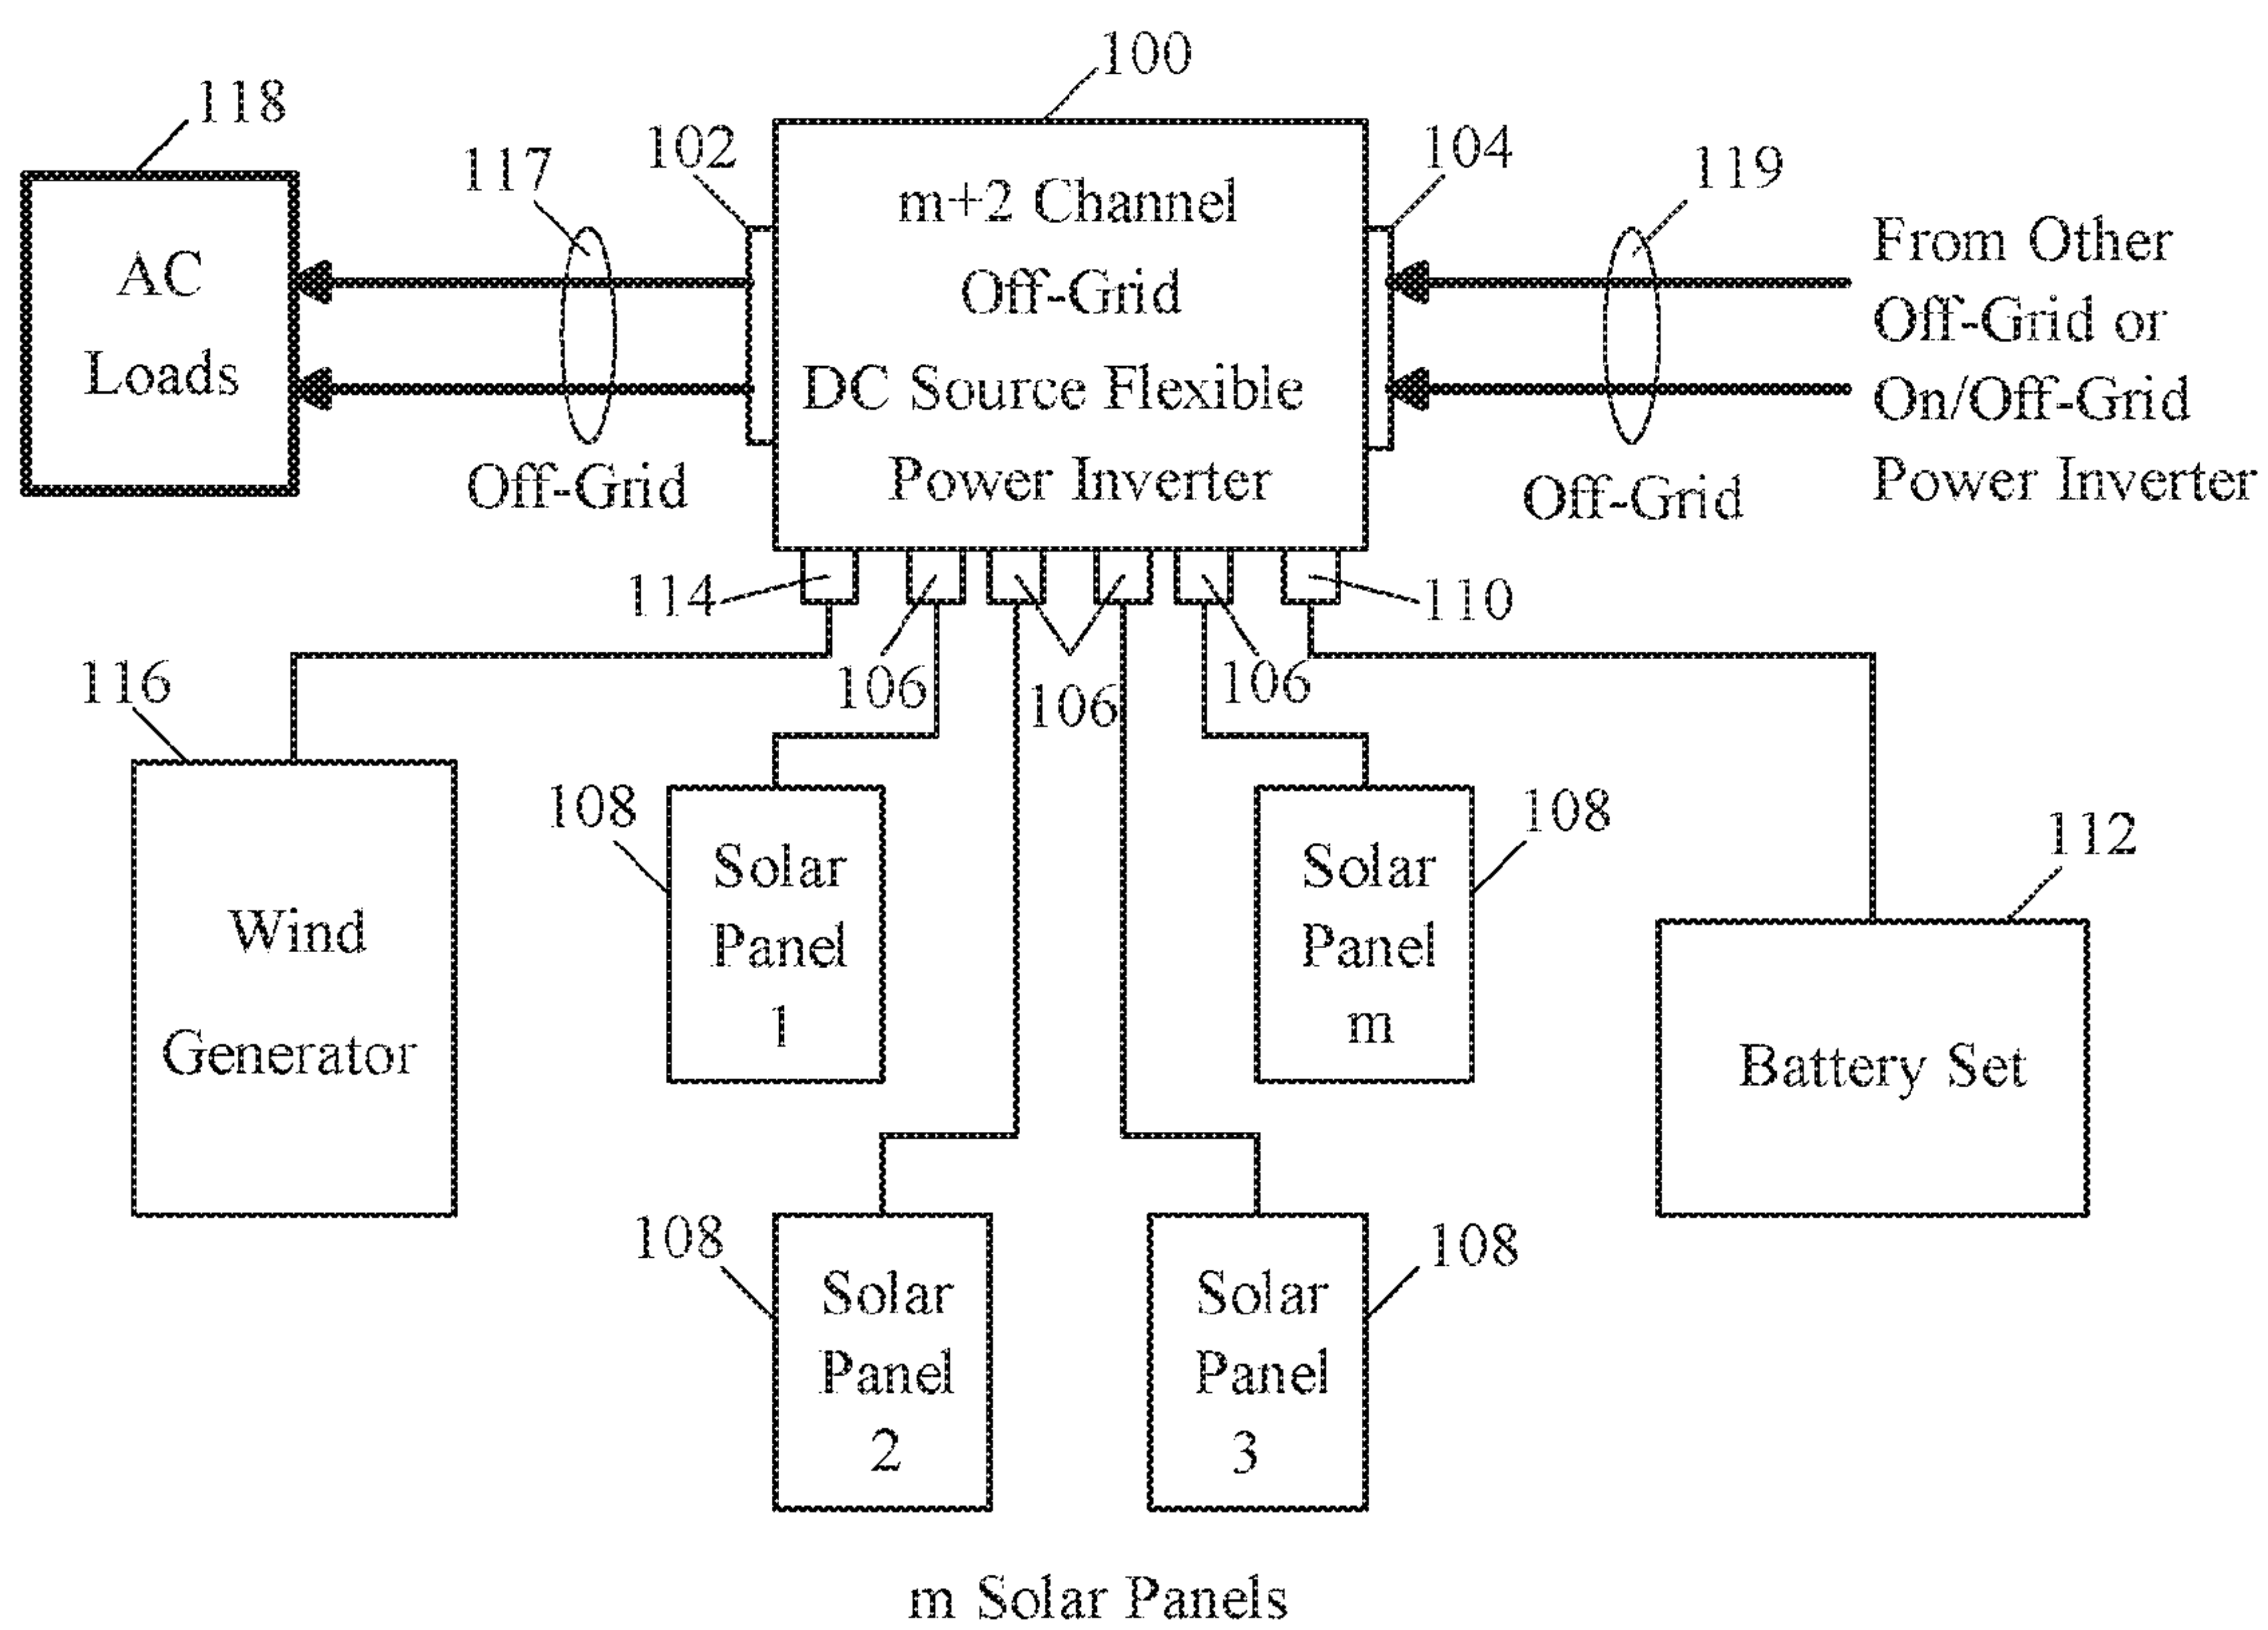 100
118
102
104
117
119
m+2 Channel
Off-Grid
DC Source Flexible
Power Inverter
AC
Loads
From Other
Off-Grid or
On/Off-Grid
Power Inverter
Off-Grid
Off-Grid
114
110
106
106
106
116
108
108
112
Wind
Generator
Solar
Panel
1
Solar
Panel
m
Battery Set
108
108
Solar
Panel
2
Solar
Panel
3
m Solar Panels